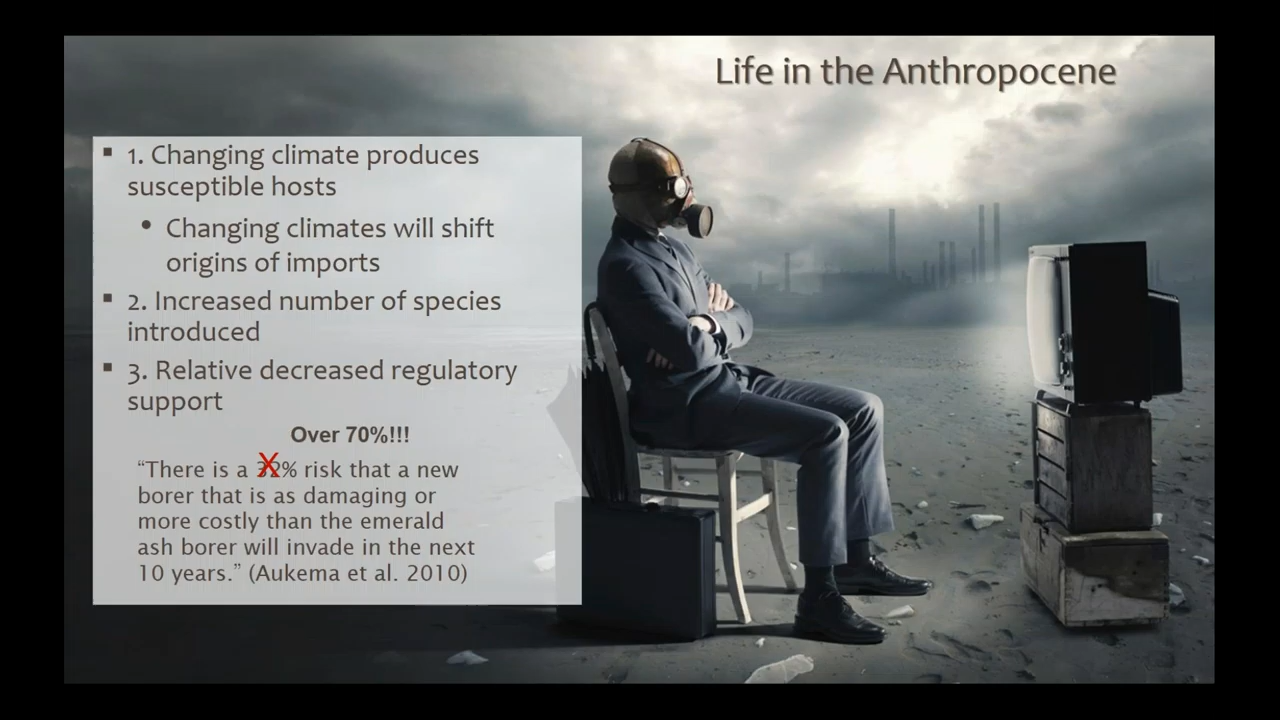 Life in the Anthropocene
▪ 1. Changing climate produces
susceptible hosts
• Changing climates will shift
origins of imports
▪ 2. Increased number of species
introduced
▪ 3. Relative decreased regulatory
support
Over 70%!!!
“There is a 32% risk that a new
borer that is as damaging or
more costly than the emerald
ash borer will invade in the next
10 years.” (Aukema et al. 2010)